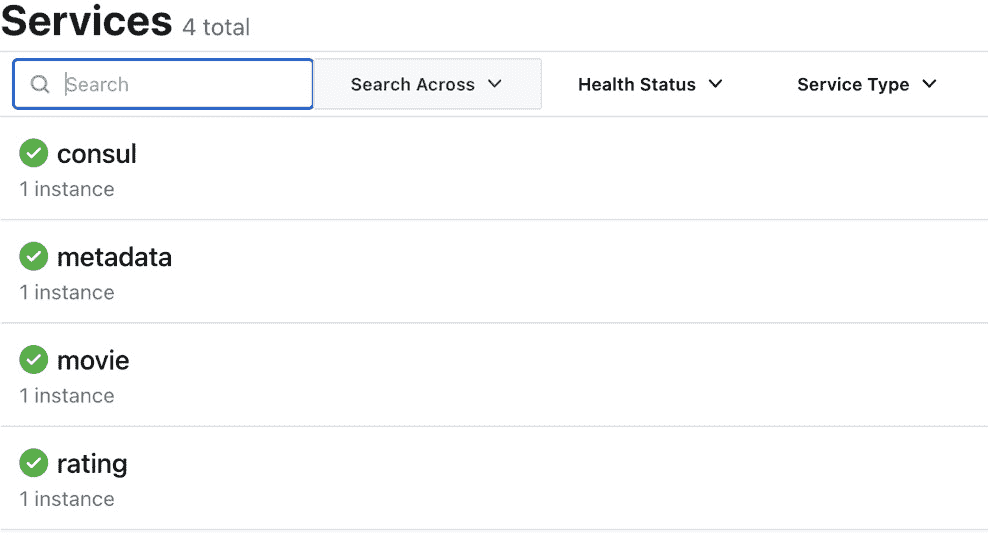 Services 4 total
Search Search Across Health Status Service Type
consul
1 instance
metadata
1 instance
movie
1 instance
rating
1 instance